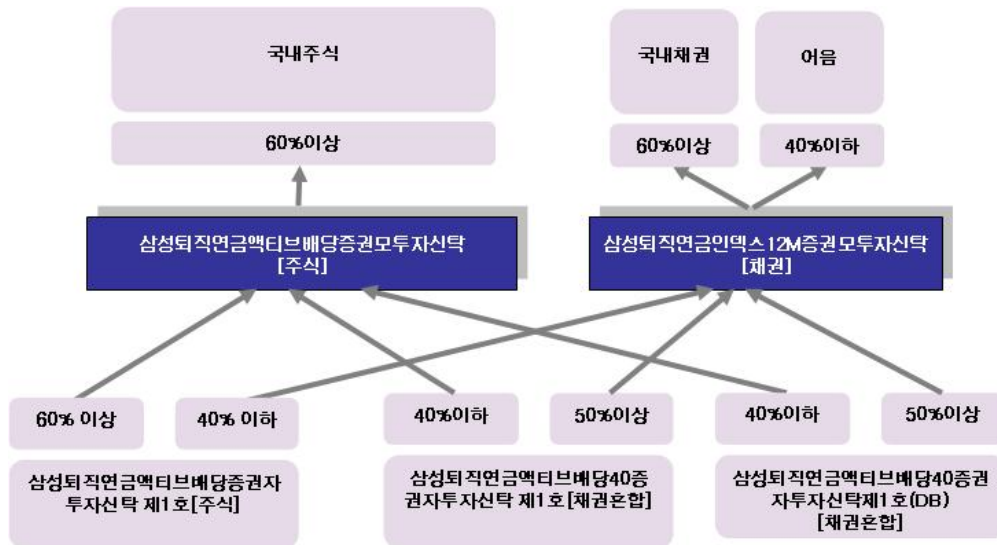 국내주식
국내채권
어음
60%이상
60%이상
40%이하
삼성퇴직연금액티브배당증권모투자신탁
[주식]
삼성퇴직연금인덱스12M증권모투자신탁
[채권]
60% 이상
40% 이하
40%이하
50%이상
40%이하
50%이상
삼성퇴직연금액티브배당증권자
투자신탁 제1호[주식]
삼성퇴직연금액티브배당40증
권자투자신탁 제1호[채권혼합]
삼성퇴직연금액티브배당40증권
자투자신탁제1호(DB)
[채권혼합]